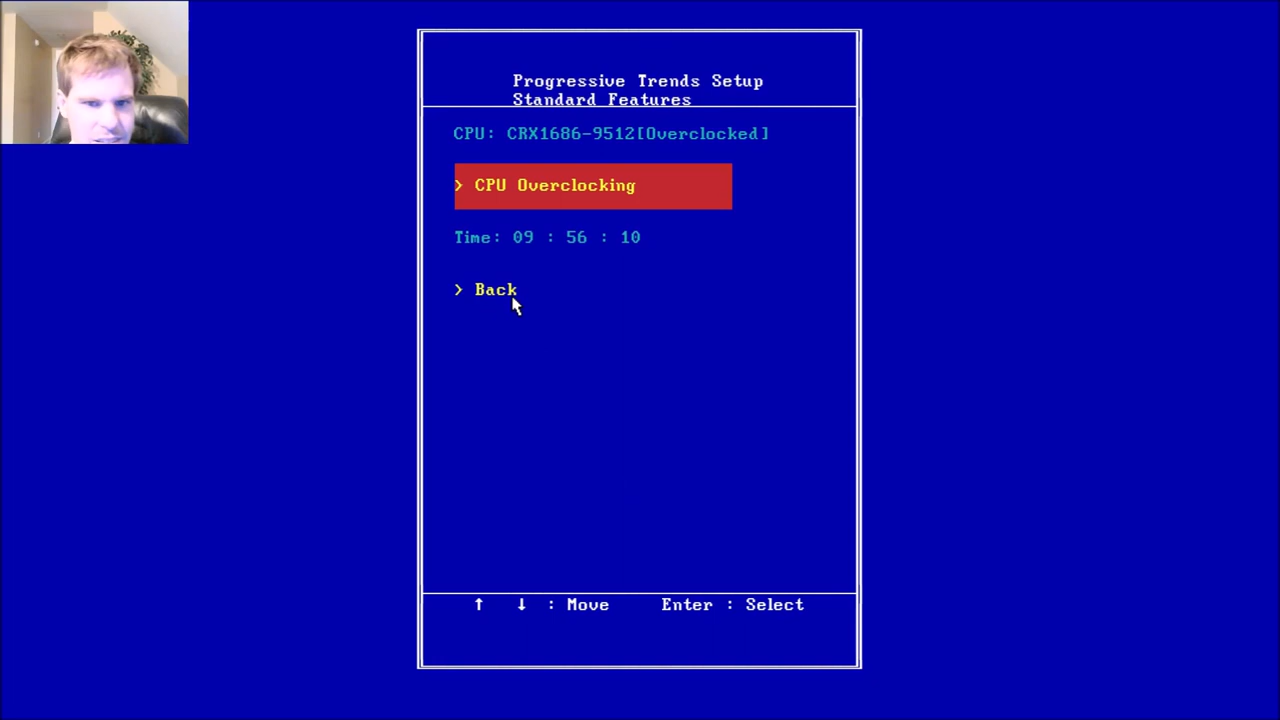 Progressive Trends Setup
Standard Features
CPU: CRX1686-9512[Overclocked]
> CPU Overclocking
Time: 09 : 56 : 10
> Back
↑ ↓ : Move Enter : Select